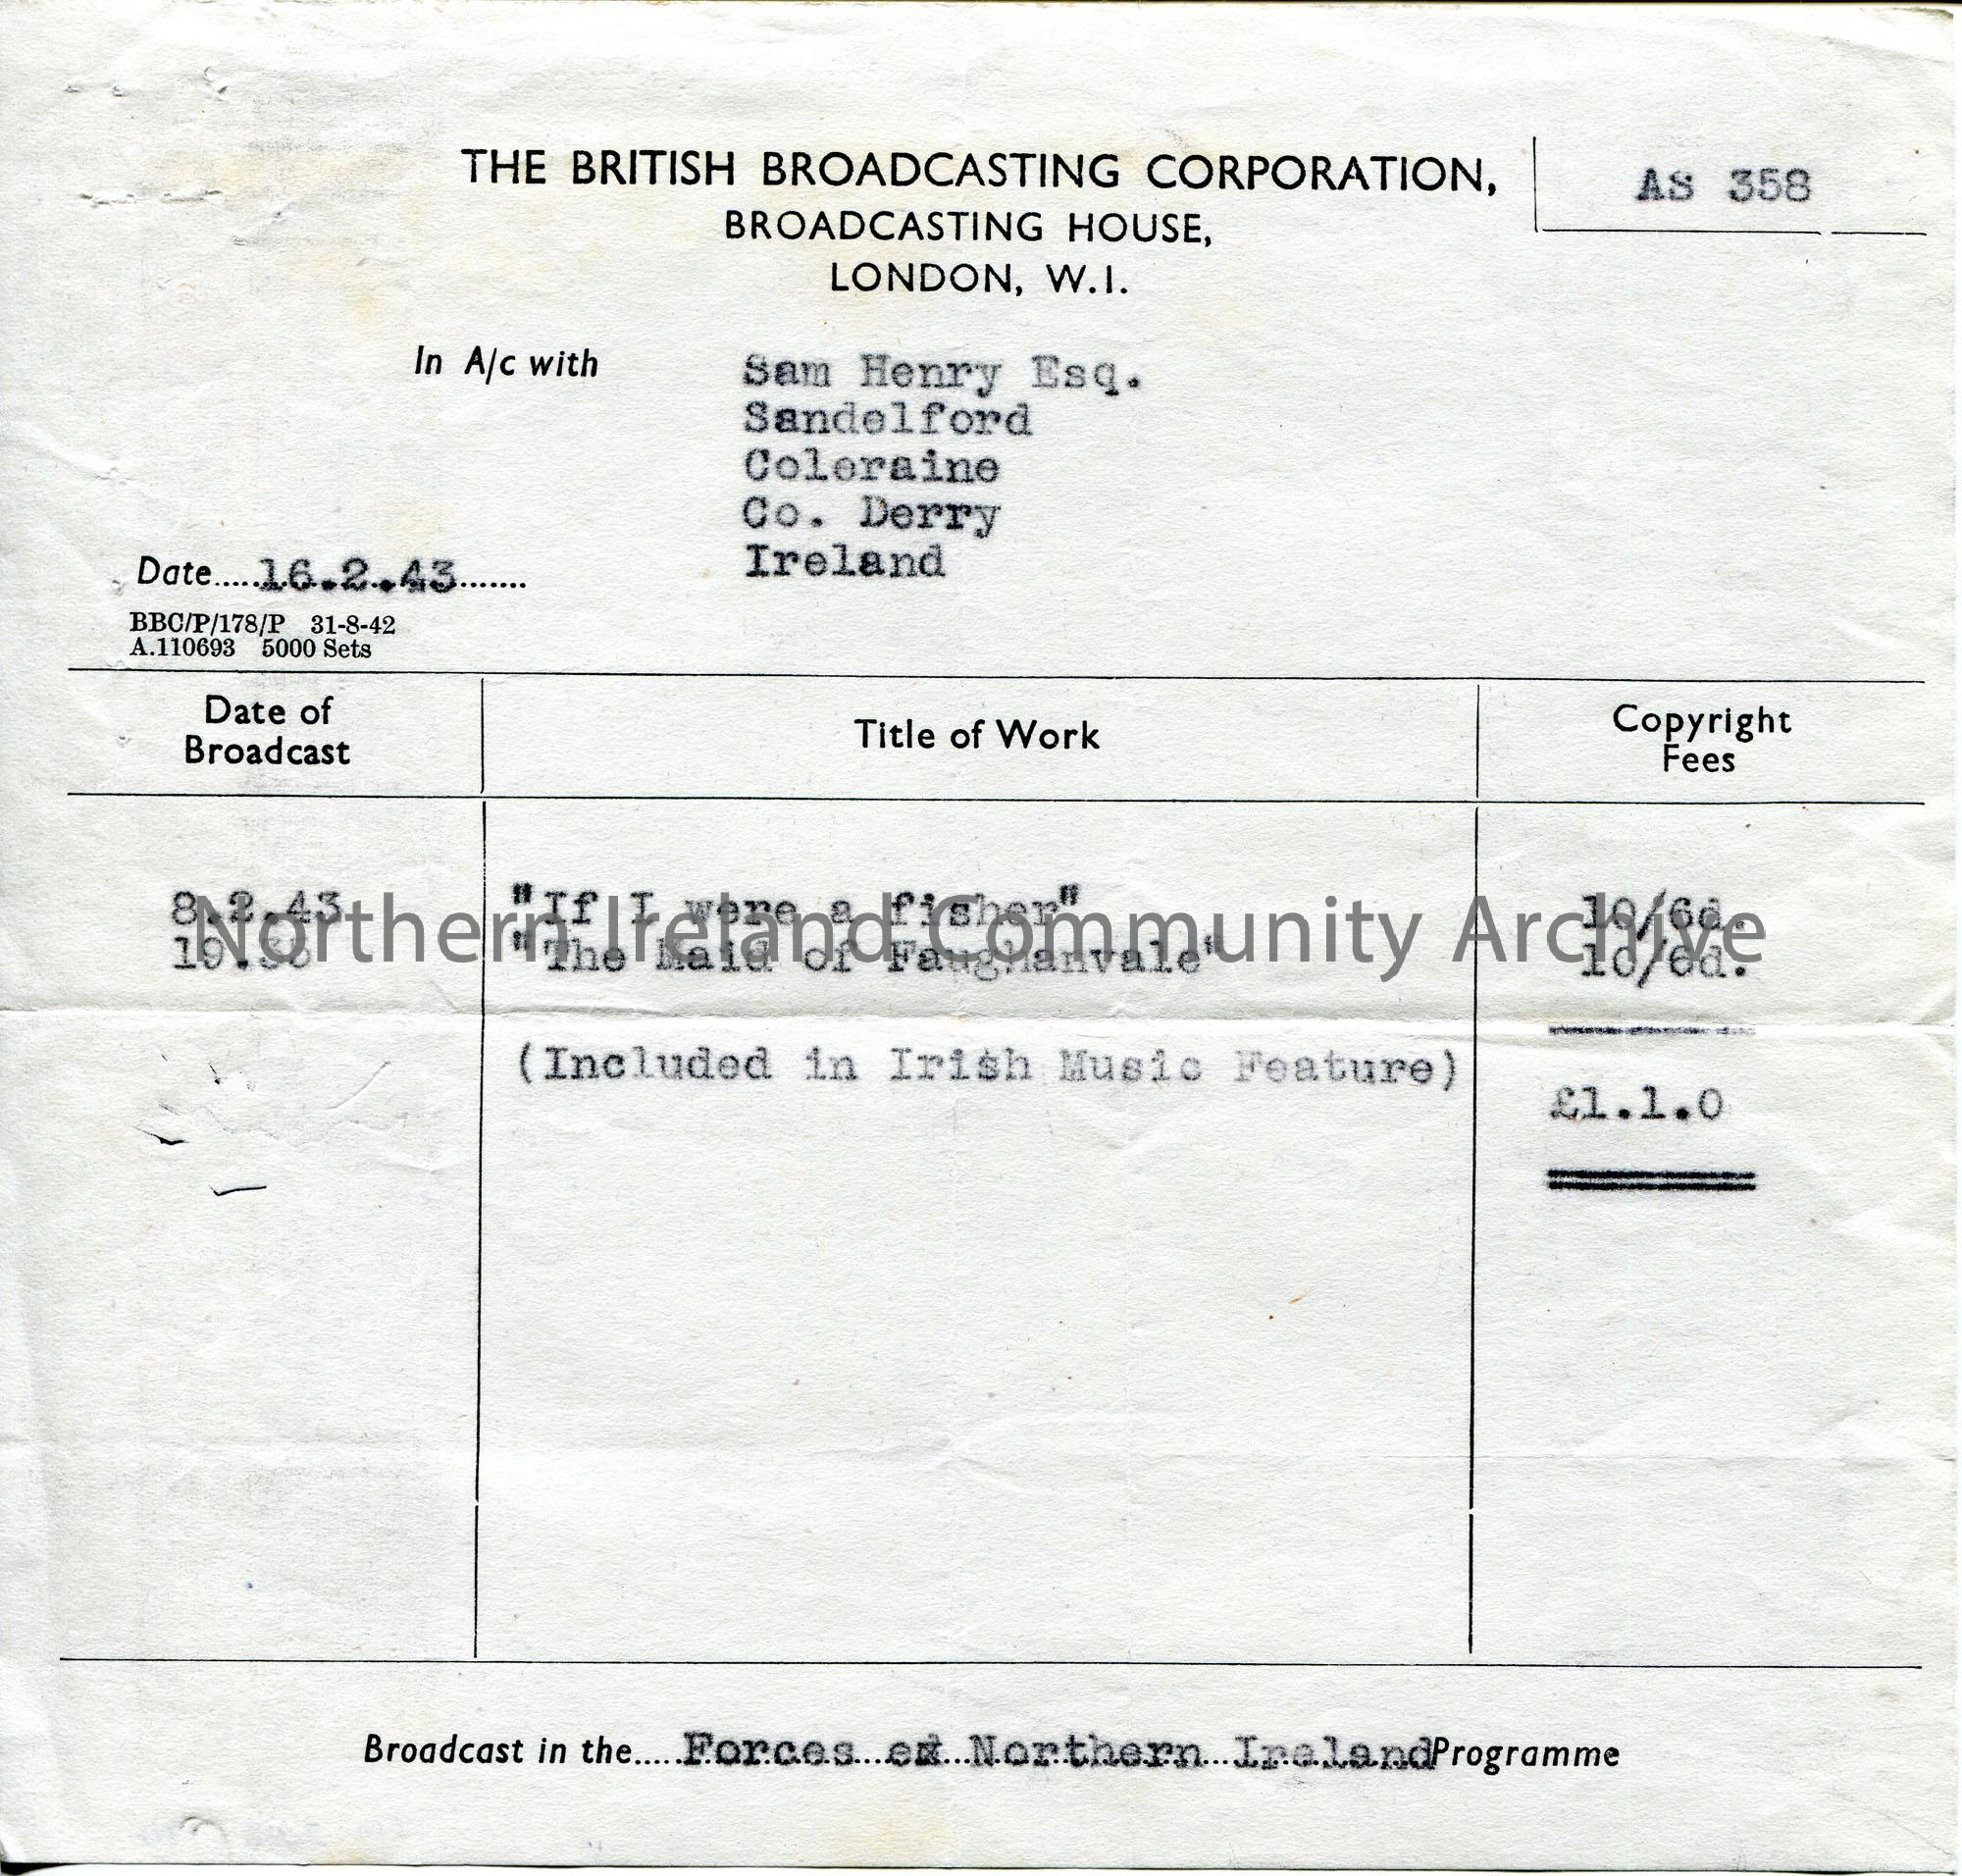 THE BRITISH BROADCASTING CORPORATION,
AS 358
BROADCASTING HOUSE,
LONDON, W.I.
In A/c with
Sam Henry Esq.
Sandelford
Coleraine
Co. Derry
Ireland
Date.....16.2.43.......
BBC/P/178/P 31-8-42
A.110693 5000 Sets
Date of Broadcast
Title of Work
Copyright Fees
8.2.43 "If I were a fisher" 10/6d.
"The Maid of Faughanvale" 10/6d.
Northern Ireland Community Archive
(Included in Irish Music Feature)
£1.1.0
Broadcast in the.....Forces ex Northern Ireland Programme